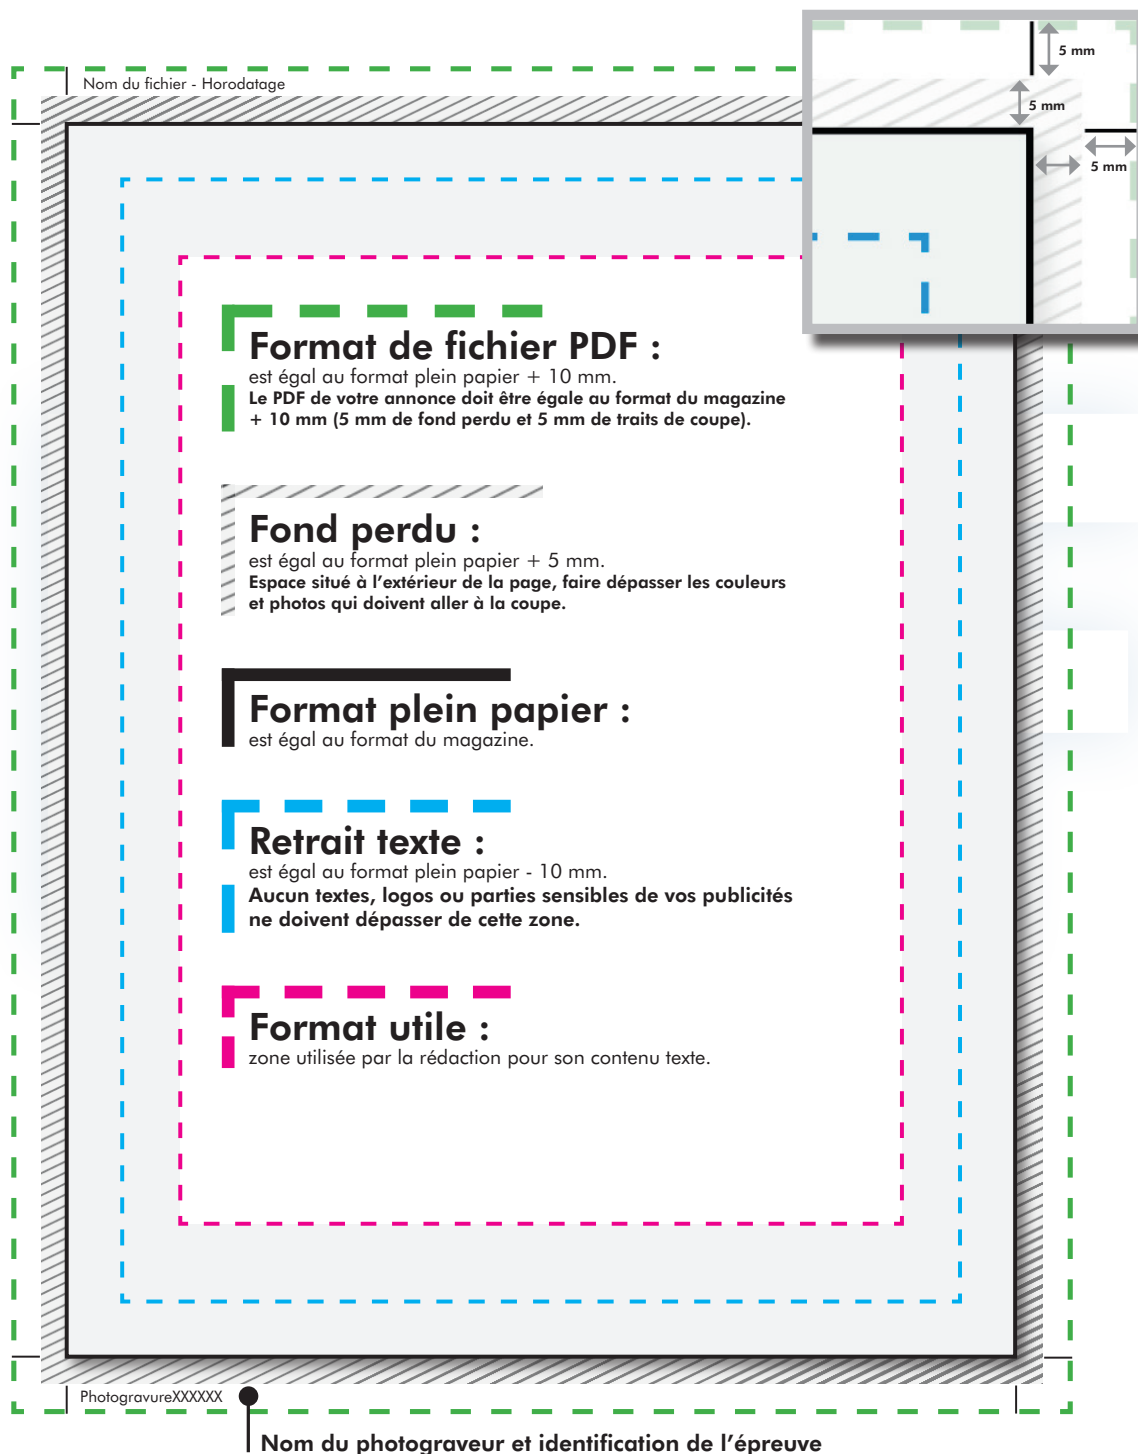 Nom du fichier - Horodatage
5 mm
5 mm
5 mm
Format de fichier PDF :
est égal au format plein papier + 10 mm.
Le PDF de votre annonce doit être égale au format du magazine
+ 10 mm (5 mm de fond perdu et 5 mm de traits de coupe).
Fond perdu :
est égal au format plein papier + 5 mm.
Espace situé à l’extérieur de la page, faire dépasser les couleurs
et photos qui doivent aller à la coupe.
Format plein papier :
est égal au format du magazine.
Retrait texte :
est égal au format plein papier - 10 mm.
Aucun textes, logos ou parties sensibles de vos publicités
ne doivent dépasser de cette zone.
Format utile :
zone utilisée par la rédaction pour son contenu texte.
PhotogravureXXXXXX
Nom du photograveur et identification de l’épreuve